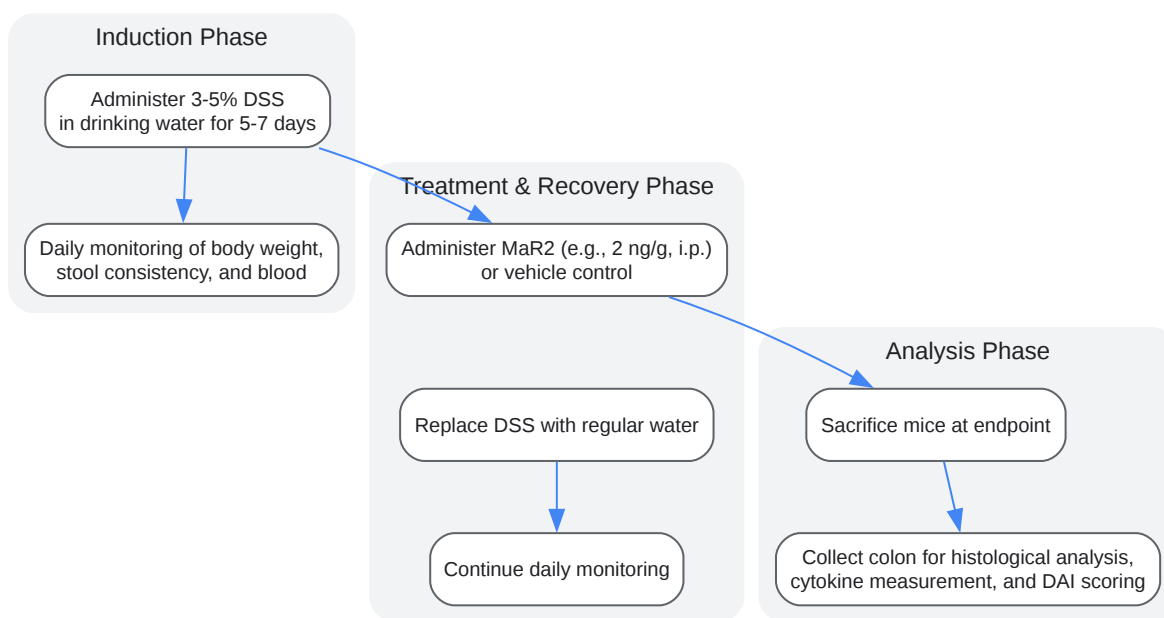 Induction Phase
Administer 3-5% DSS
in drinking water for 5-7 days
Daily monitoring of body weight,
stool consistency, and blood
Treatment & Recovery Phase
Administer MaR2 (e.g., 2 ng/g, i.p.)
or vehicle control
Replace DSS with regular water
Continue daily monitoring
Analysis Phase
Sacrifice mice at endpoint
Collect colon for histological analysis,
cytokine measurement, and DAI scoring